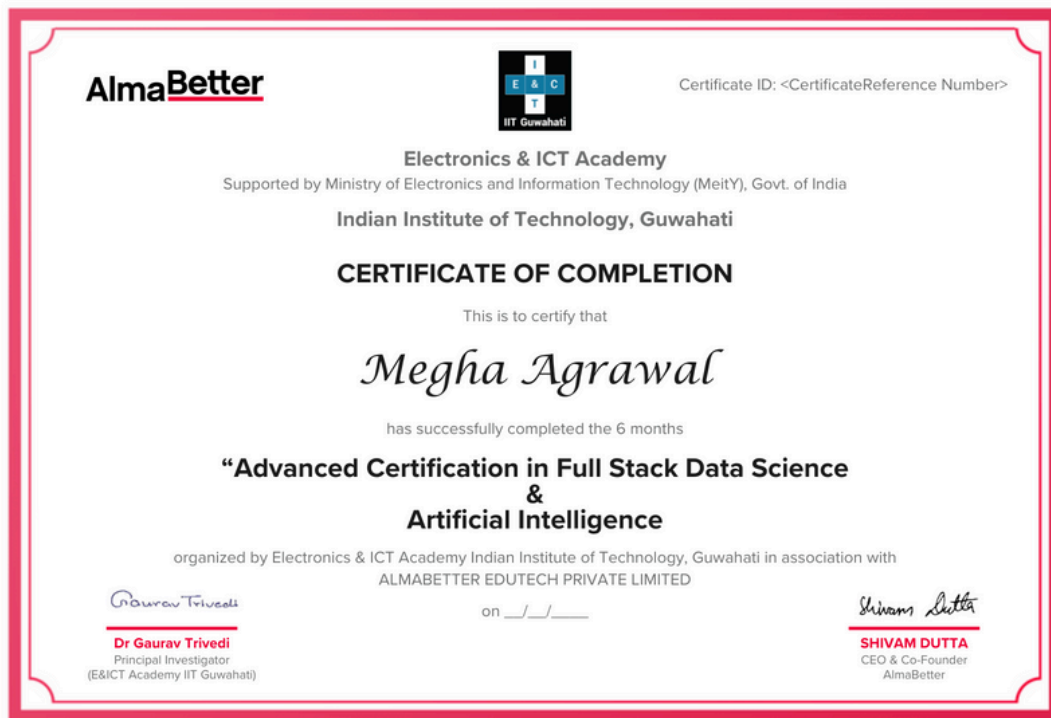 AlmaBetter
I
E & C
T
IIT Guwahati
Certificate ID: <CertificateReference Number>
Electronics & ICT Academy
Supported by Ministry of Electronics and Information Technology (MeitY), Govt. of India
Indian Institute of Technology, Guwahati
CERTIFICATE OF COMPLETION
This is to certify that
Megha Agrawal
has successfully completed the 6 months
“Advanced Certification in Full Stack Data Science
&
Artificial Intelligence
organized by Electronics & ICT Academy Indian Institute of Technology, Guwahati in association with
ALMABETTER EDUTECH PRIVATE LIMITED
on __/__/____
Gaurav Trivedi
Dr Gaurav Trivedi
Principal Investigator
(E&ICT Academy IIT Guwahati)
Shivam Dutta
SHIVAM DUTTA
CEO & Co-Founder
AlmaBetter